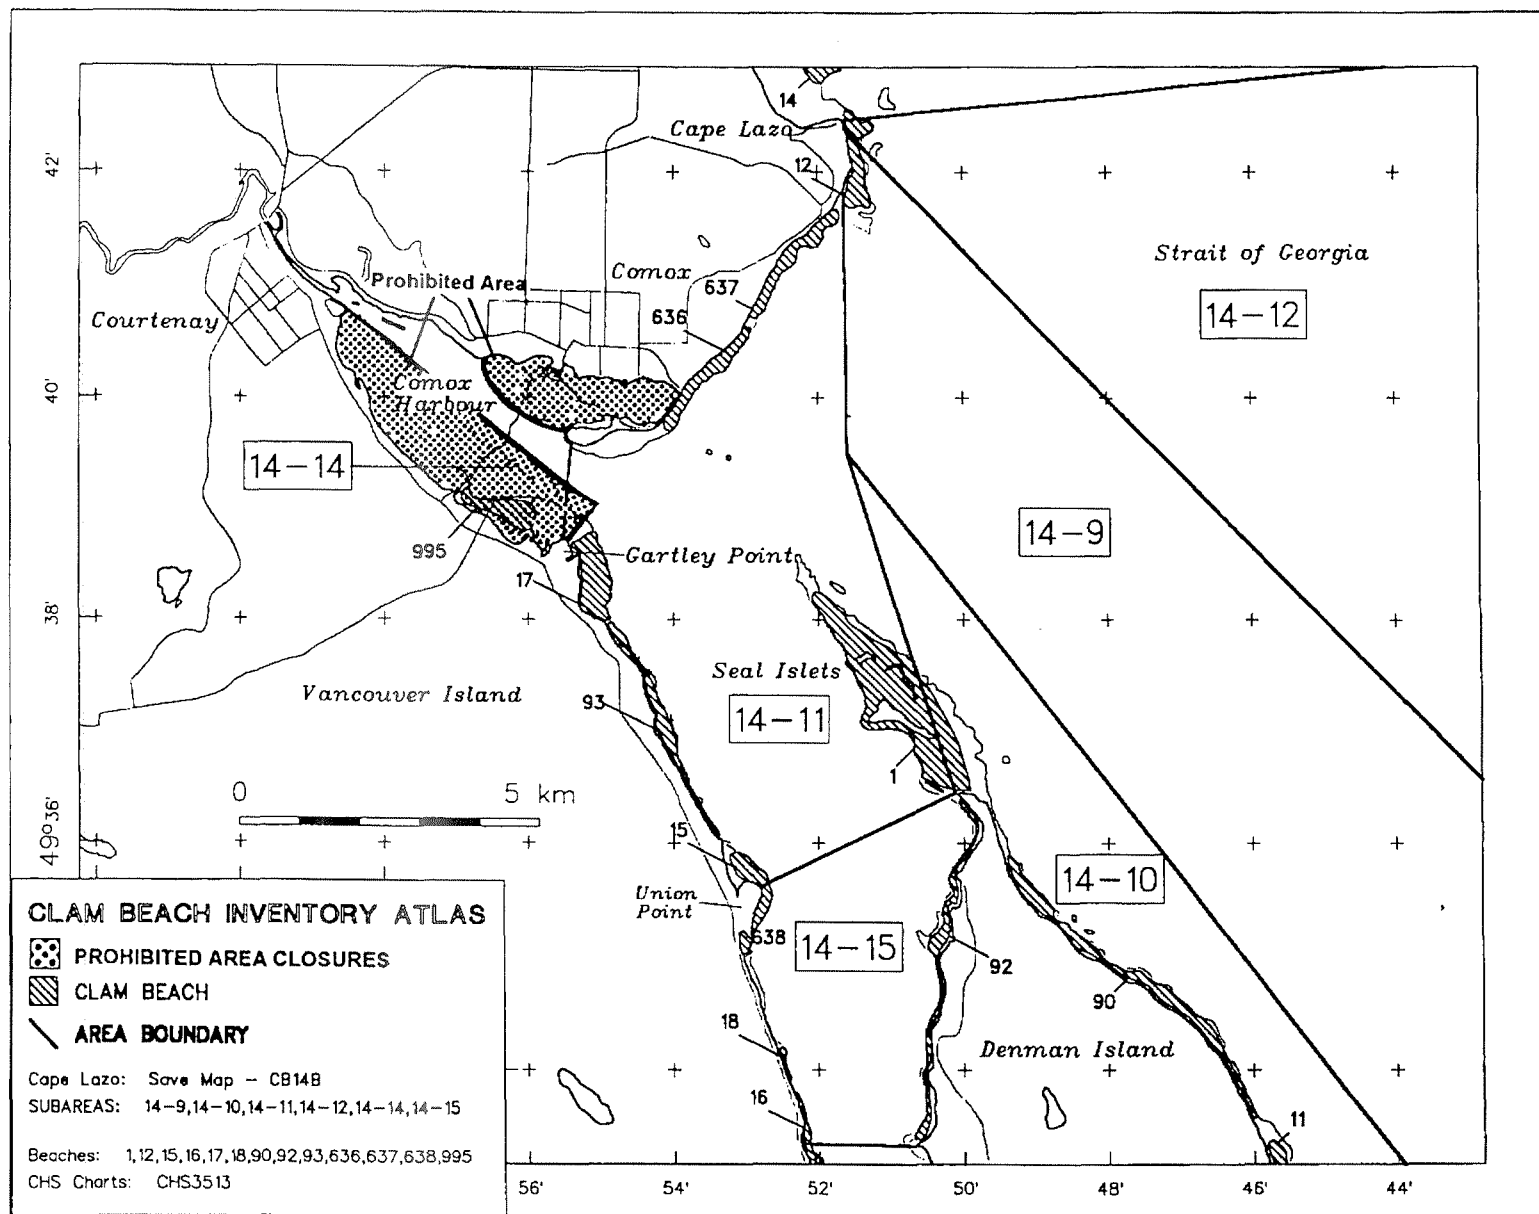 14
Cape Lazo
42'
12
Strait of Georgia
Comox
Prohibited Area
637
14-12
636
Courtenay
40'
Comox
Harbour
14-14
14-9
995
Gartley Point
17
38'
Seal Islets
Vancouver Island
93
14-11
1
0 5 km
49°36'
15
14-10
Union
Point
638
14-15
92
90
18
Denman Island
16
11
CLAM BEACH INVENTORY ATLAS
PROHIBITED AREA CLOSURES
CLAM BEACH
AREA BOUNDARY
Cape Lazo: Save Map - CB14B
SUBAREAS: 14-9,14-10,14-11,14-12,14-14,14-15
Beaches: 1,12,15,16,17,18,90,92,93,636,637,638,995
CHS Charts: CHS3513
56' 54' 52' 50' 48' 46' 44'